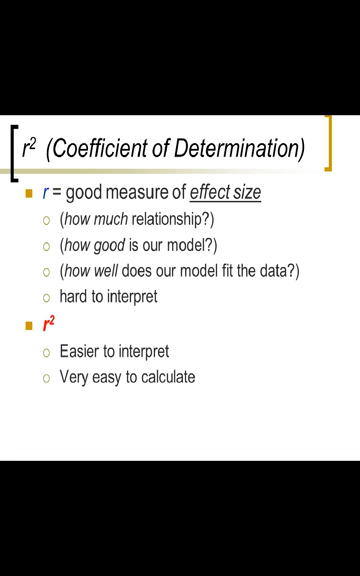 r² (Coefficient of Determination)
r = good measure of effect size
(how much relationship?)
(how good is our model?)
(how well does our model fit the data?)
hard to interpret
r²
Easier to interpret
Very easy to calculate